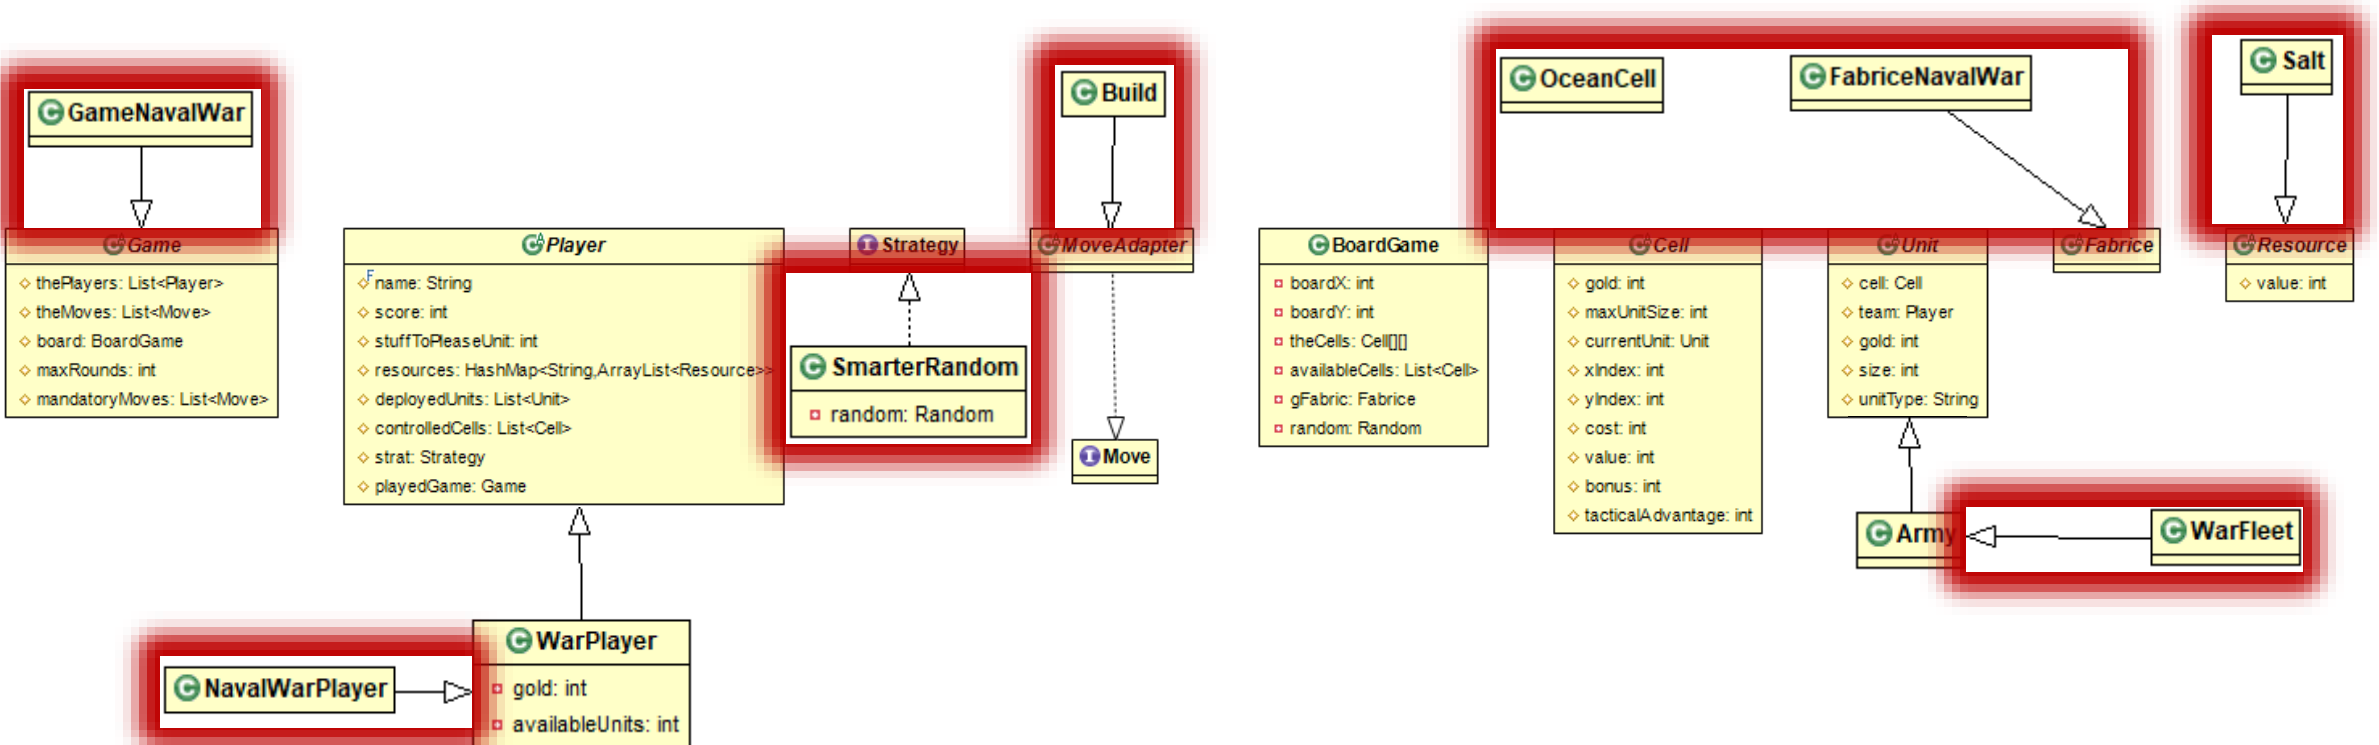 GameNavalWar
Game
thePlayers: List<Player>
theMoves: List<Move>
board: BoardGame
maxRounds: int
mandatoryMoves: List<Move>
Player
name: String
score: int
stuffToPleaseUnit: int
resources: HashMap<String,ArrayList<Resource>>
deployedUnits: List<Unit>
controlledCells: List<Cell>
strat: Strategy
playedGame: Game
NavalWarPlayer
WarPlayer
gold: int
availableUnits: int
Strategy
SmarterRandom
random: Random
Build
MoveAdapter
Move
BoardGame
boardX: int
boardY: int
theCells: Cell[][]
availableCells: List<Cell>
gFabric: Fabrice
random: Random
OceanCell
Cell
gold: int
maxUnitSize: int
currentUnit: Unit
xIndex: int
yIndex: int
cost: int
value: int
bonus: int
tacticalAdvantage: int
Unit
cell: Cell
team: Player
gold: int
size: int
unitType: String
Army
WarFleet
FabriceNavalWar
Fabrice
Salt
Resource
value: int